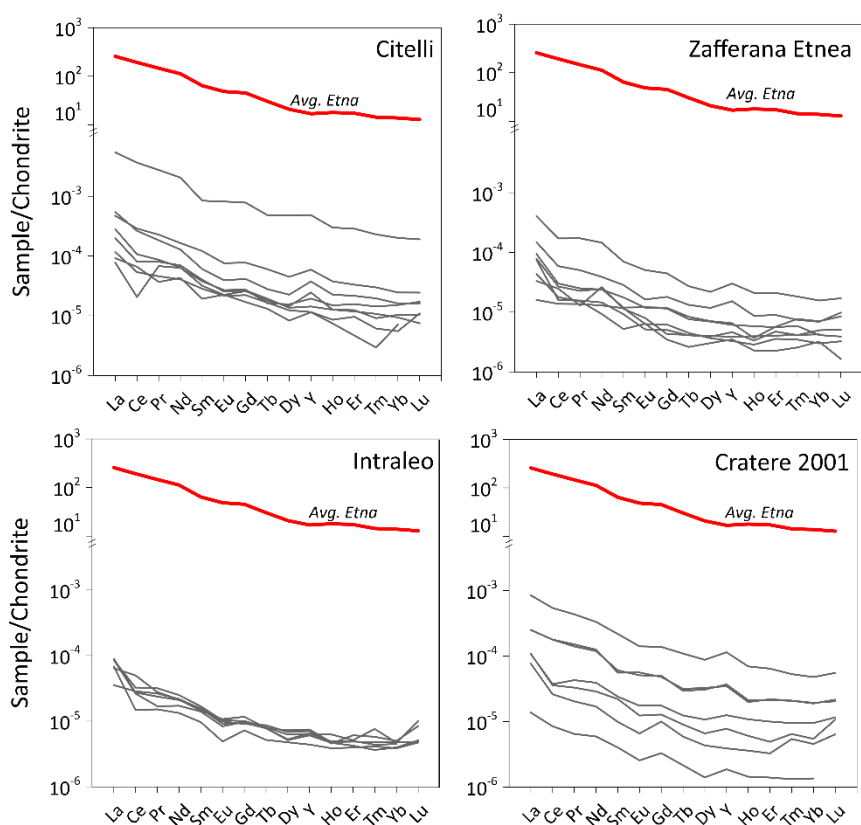 Citelli
Sample/Chondrite
10³
10²
10¹
10⁻³
10⁻⁴
10⁻⁵
10⁻⁶
Avg. Etna
La Ce Pr Nd Sm Eu Gd Tb Dy Y Ho Er Tm Yb Lu
Zafferana Etnea
10³
10²
10¹
10⁻³
10⁻⁴
10⁻⁵
10⁻⁶
Avg. Etna
La Ce Pr Nd Sm Eu Gd Tb Dy Y Ho Er Tm Yb Lu
Intraleo
Sample/Chondrite
10³
10²
10¹
10⁻³
10⁻⁴
10⁻⁵
10⁻⁶
Avg. Etna
La Ce Pr Nd Sm Eu Gd Tb Dy Y Ho Er Tm Yb Lu
Cratere 2001
10³
10²
10¹
10⁻³
10⁻⁴
10⁻⁵
10⁻⁶
Avg. Etna
La Ce Pr Nd Sm Eu Gd Tb Dy Y Ho Er Tm Yb Lu